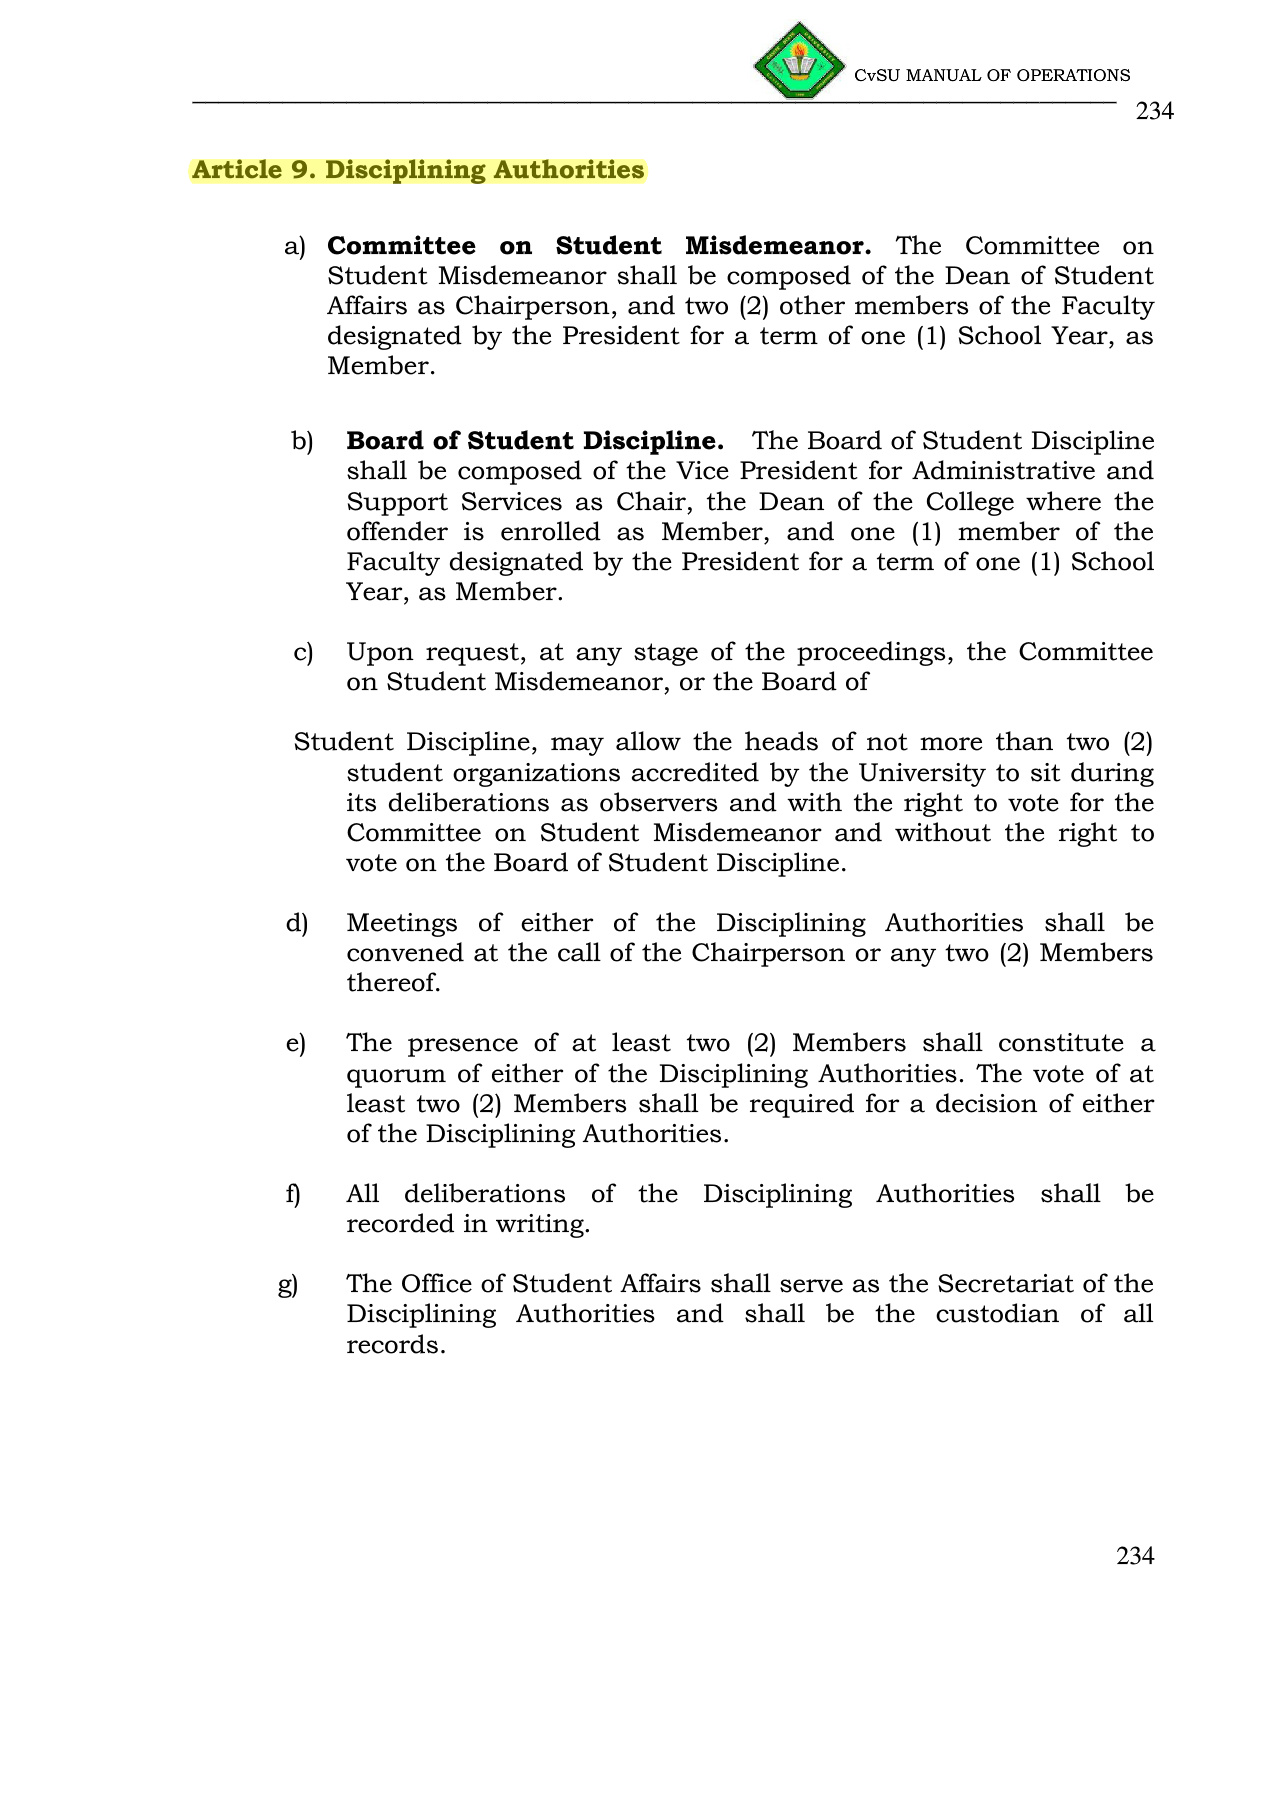 CvSU MANUAL OF OPERATIONS
234
Article 9. Disciplining Authorities
a) Committee on Student Misdemeanor. The Committee on
Student Misdemeanor shall be composed of the Dean of Student
Affairs as Chairperson, and two (2) other members of the Faculty
designated by the President for a term of one (1) School Year, as
Member.
b) Board of Student Discipline. The Board of Student Discipline
shall be composed of the Vice President for Administrative and
Support Services as Chair, the Dean of the College where the
offender is enrolled as Member, and one (1) member of the
Faculty designated by the President for a term of one (1) School
Year, as Member.
c) Upon request, at any stage of the proceedings, the Committee
on Student Misdemeanor, or the Board of
Student Discipline, may allow the heads of not more than two (2)
student organizations accredited by the University to sit during
its deliberations as observers and with the right to vote for the
Committee on Student Misdemeanor and without the right to
vote on the Board of Student Discipline.
d) Meetings of either of the Disciplining Authorities shall be
convened at the call of the Chairperson or any two (2) Members
thereof.
e) The presence of at least two (2) Members shall constitute a
quorum of either of the Disciplining Authorities. The vote of at
least two (2) Members shall be required for a decision of either
of the Disciplining Authorities.
f) All deliberations of the Disciplining Authorities shall be
recorded in writing.
g) The Office of Student Affairs shall serve as the Secretariat of the
Disciplining Authorities and shall be the custodian of all
records.
234